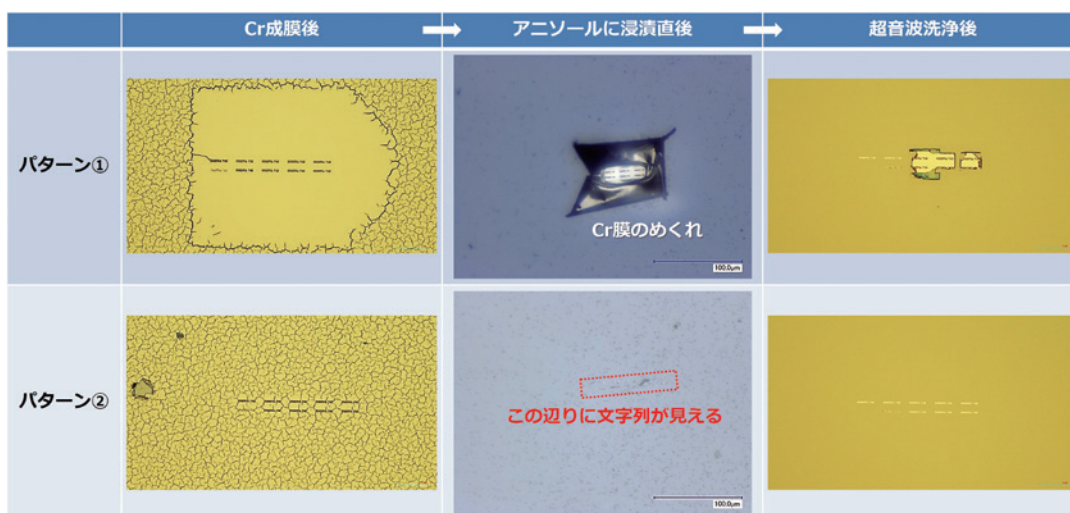 Cr成膜後
アニソールに浸漬直後
超音波洗浄後
パターン①
Cr膜のめくれ
100.0μm
パターン②
この辺りに文字列が見える
100.0μm